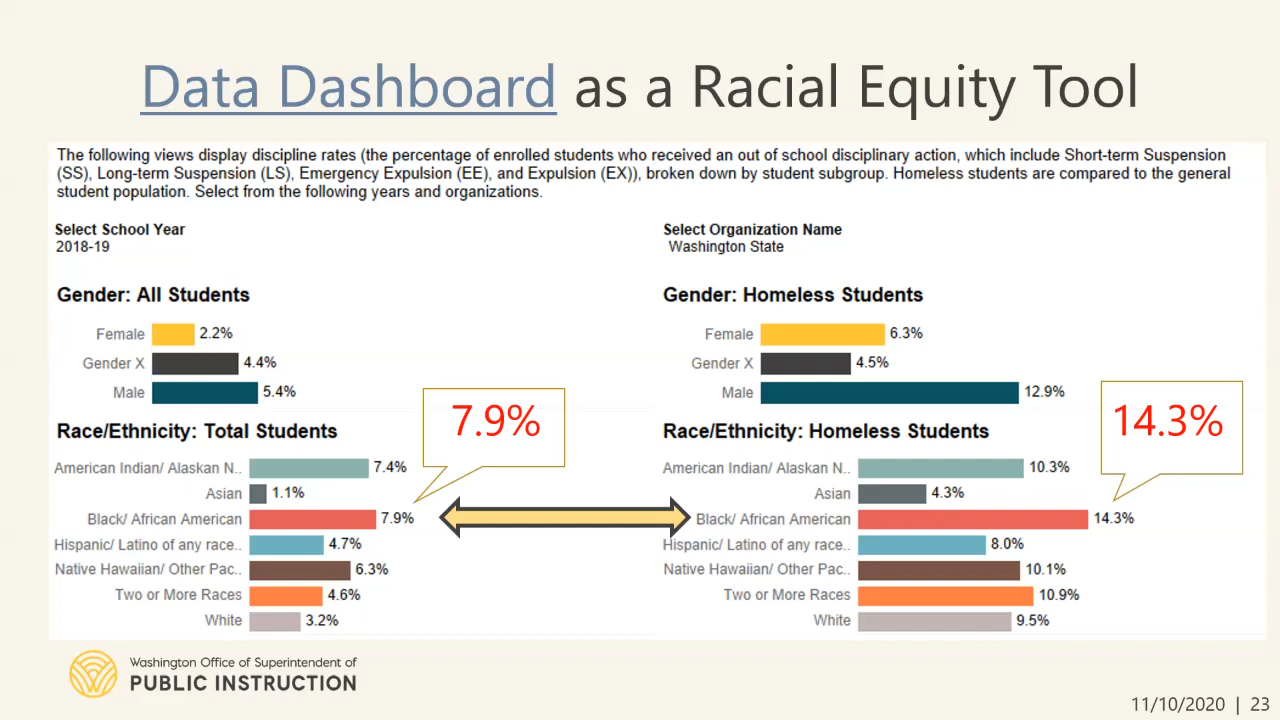 Data Dashboard as a Racial Equity Tool
The following views display discipline rates (the percentage of enrolled students who received an out of school disciplinary action, which include Short-term Suspension
(SS), Long-term Suspension (LS), Emergency Expulsion (EE), and Expulsion (EX)), broken down by student subgroup. Homeless students are compared to the general
student population. Select from the following years and organizations.
Select School Year
2018-19
Select Organization Name
Washington State
Gender: All Students
Female 2.2%
Gender X 4.4%
Male 5.4%
Gender: Homeless Students
Female 6.3%
Gender X 4.5%
Male 12.9%
7.9%
14.3%
Race/Ethnicity: Total Students
American Indian/ Alaskan N.. 7.4%
Asian 1.1%
Black/ African American 7.9%
Hispanic/ Latino of any race.. 4.7%
Native Hawaiian/ Other Pac.. 6.3%
Two or More Races 4.6%
White 3.2%
Race/Ethnicity: Homeless Students
American Indian/ Alaskan N.. 10.3%
Asian 4.3%
Black/ African American 14.3%
Hispanic/ Latino of any race.. 8.0%
Native Hawaiian/ Other Pac.. 10.1%
Two or More Races 10.9%
White 9.5%
Washington Office of Superintendent of
PUBLIC INSTRUCTION
11/10/2020 | 23